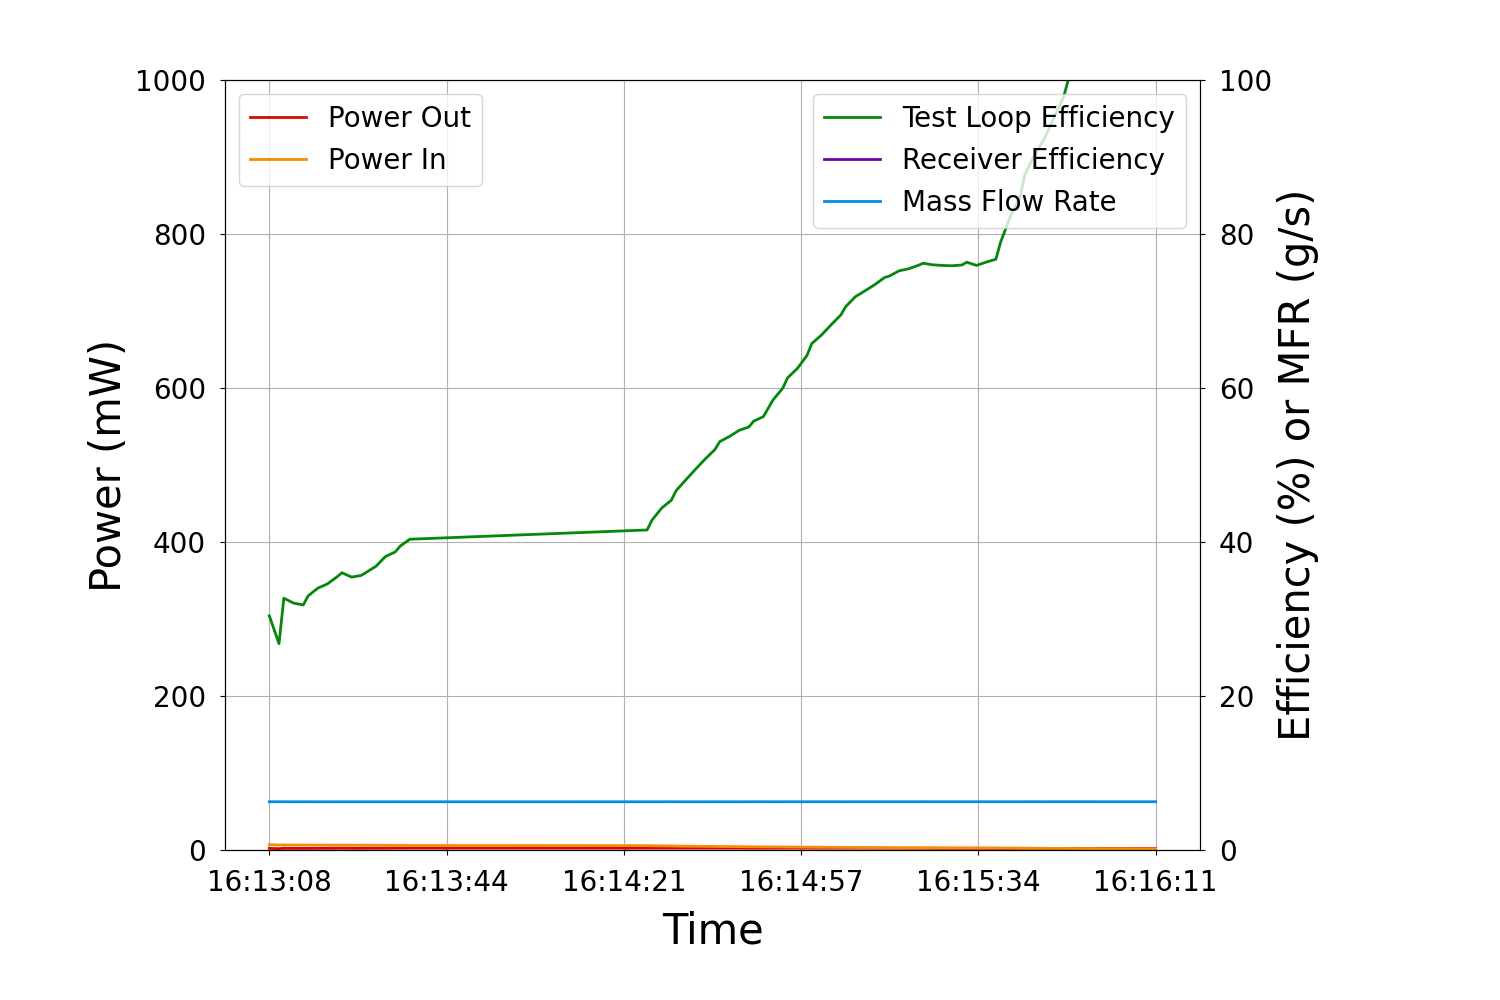 1000
800
600
400
200
0
Power (mW)
Power Out
Power In
Test Loop Efficiency
Receiver Efficiency
Mass Flow Rate
100
80
60
40
20
0
Efficiency (%) or MFR (g/s)
16:13:08 16:13:44 16:14:21 16:14:57 16:15:34 16:16:11
Time